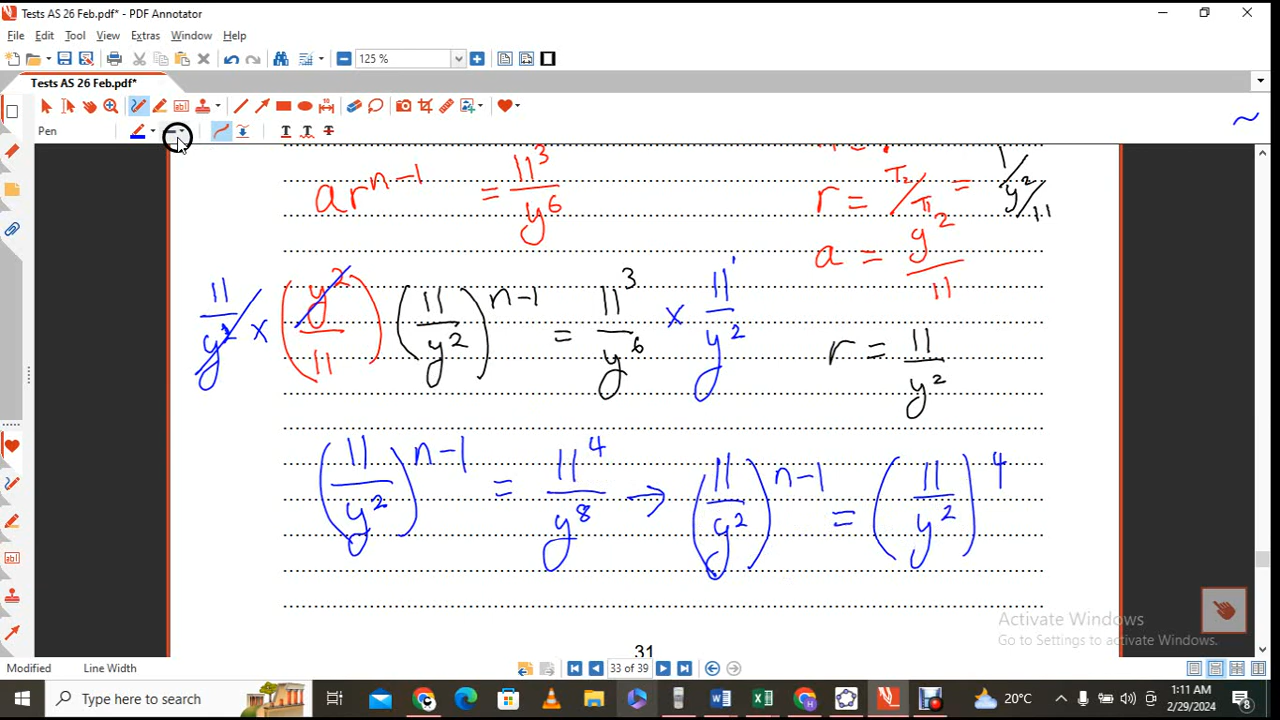 Tests AS 26 Feb.pdf* - PDF Annotator
File Edit Tool View Extras Window Help
125 %
Tests AS 26 Feb.pdf*
Pen
ar^{n-1} = 11^3/y^6
r = T2/T1 = 1/y^2/11
a = y^2/11
11/y^2 × (y^2/11) (11/y^2)^{n-1} = 11^3/y^6 × 11^1/y^2
r = 11/y^2
(11/y^2)^{n-1} = 11^4/y^8 → (11/y^2)^{n-1} = (11/y^2)^4
31
Activate Windows
Go to Settings to activate Windows.
Modified Line Width 33 of 39
Type here to search
20°C
1:11 AM
2/29/2024
8